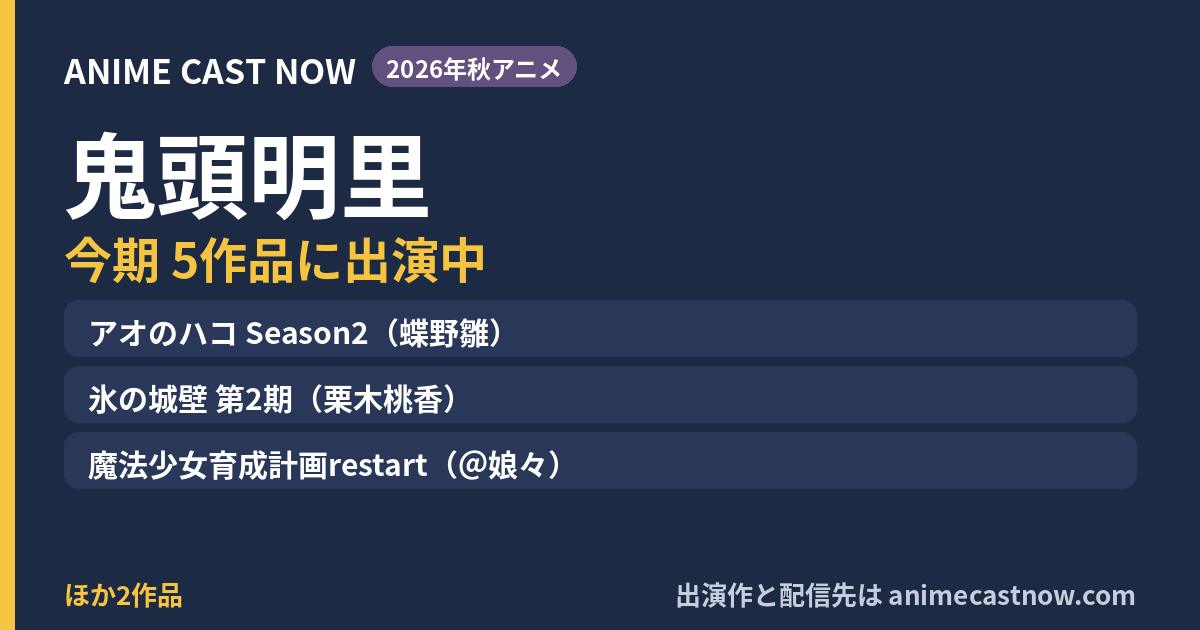 ANIME CAST NOW 2026年秋アニメ
鬼頭明里
今期 5作品に出演中
アオのハコ Season2（蝶野雛）
氷の城壁 第2期（栗木桃香）
魔法少女育成計画restart（@娘々）
ほか2作品
出演作と配信先は animecastnow.com